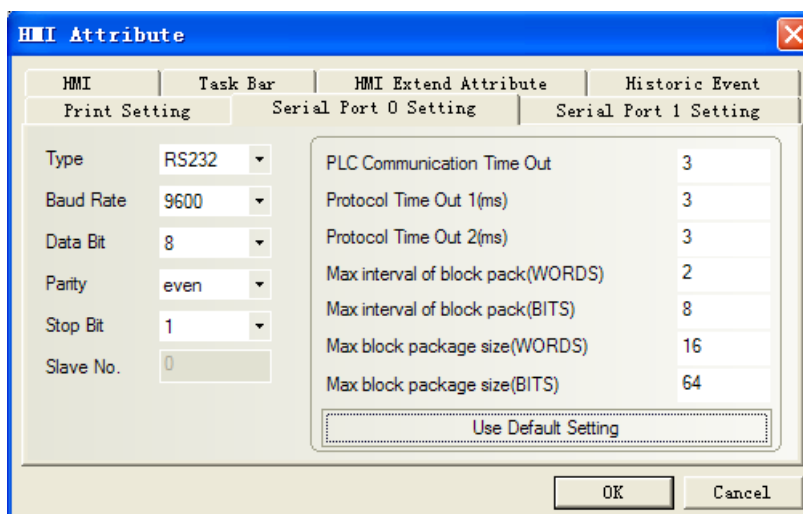 HMI Attribute
HMI Task Bar HMI Extend Attribute Historic Event
Print Setting Serial Port 0 Setting Serial Port 1 Setting
Type RS232
Baud Rate 9600
Data Bit 8
Parity even
Stop Bit 1
Slave No. 0
PLC Communication Time Out 3
Protocol Time Out 1(ms) 3
Protocol Time Out 2(ms) 3
Max interval of block pack(WORDS) 2
Max interval of block pack(BITS) 8
Max block package size(WORDS) 16
Max block package size(BITS) 64
Use Default Setting
OK Cancel